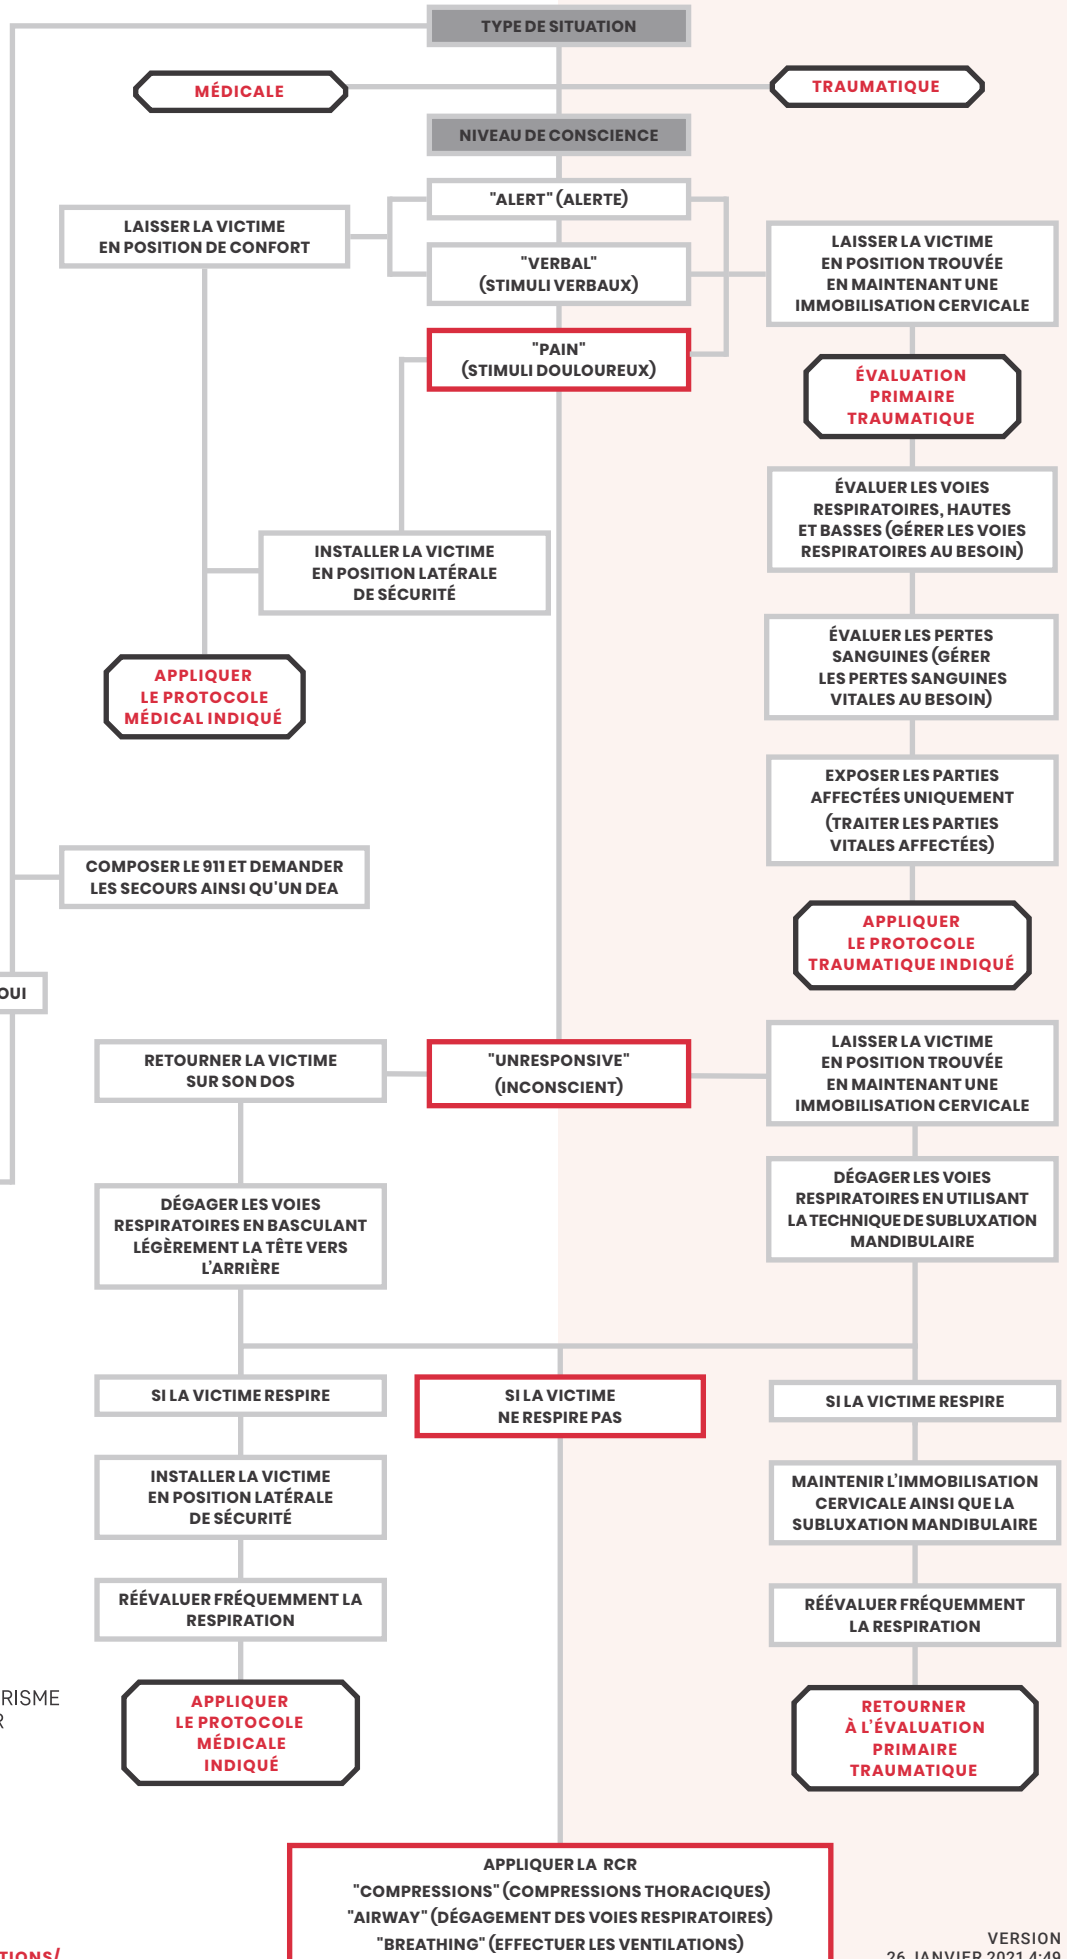 TYPE DE SITUATION
MÉDICALE
TRAUMATIQUE
NIVEAU DE CONSCIENCE
"ALERT" (ALERTE)
LAISSER LA VICTIME
EN POSITION DE CONFORT
"VERBAL"
(STIMULI VERBAUX)
LAISSER LA VICTIME
EN POSITION TROUVÉE
EN MAINTENANT UNE
IMMOBILISATION CERVICALE
"PAIN"
(STIMULI DOULOUREUX)
ÉVALUATION
PRIMAIRE
TRAUMATIQUE
ÉVALUER LES VOIES
RESPIRATOIRES, HAUTES
ET BASSES (GÉRER LES VOIES
RESPIRATOIRES AU BESOIN)
INSTALLER LA VICTIME
EN POSITION LATÉRALE
DE SÉCURITÉ
ÉVALUER LES PERTES
SANGUINES (GÉRER
LES PERTES SANGUINES
VITALES AU BESOIN)
APPLIQUER
LE PROTOCOLE
MÉDICAL INDIQUÉ
EXPOSER LES PARTIES
AFFECTÉES UNIQUEMENT
(TRAITER LES PARTIES
VITALES AFFECTÉES)
COMPOSER LE 911 ET DEMANDER
LES SECOURS AINSI QU'UN DEA
APPLIQUER
LE PROTOCOLE
TRAUMATIQUE INDIQUÉ
OUI
RETOURNER LA VICTIME
SUR SON DOS
"UNRESPONSIVE"
(INCONSCIENT)
LAISSER LA VICTIME
EN POSITION TROUVÉE
EN MAINTENANT UNE
IMMOBILISATION CERVICALE
DÉGAGER LES VOIES
RESPIRATOIRES EN BASCULANT
LÉGÈREMENT LA TÊTE VERS
L'ARRIÈRE
DÉGAGER LES VOIES
RESPIRATOIRES EN UTILISANT
LA TECHNIQUE DE SUBLUXATION
MANDIBULAIRE
SI LA VICTIME RESPIRE
SI LA VICTIME
NE RESPIRE PAS
SI LA VICTIME RESPIRE
INSTALLER LA VICTIME
EN POSITION LATÉRALE
DE SÉCURITÉ
MAINTENIR L'IMMOBILISATION
CERVICALE AINSI QUE LA
SUBLUXATION MANDIBULAIRE
RÉÉVALUER FRÉQUEMMENT LA
RESPIRATION
RÉÉVALUER FRÉQUEMMENT
LA RESPIRATION
RISME
R
APPLIQUER
LE PROTOCOLE
MÉDICALE
INDIQUÉ
RETOURNER
À L'ÉVALUATION
PRIMAIRE
TRAUMATIQUE
APPLIQUER LA RCR
"COMPRESSIONS" (COMPRESSIONS THORACIQUES)
"AIRWAY" (DÉGAGEMENT DES VOIES RESPIRATOIRES)
"BREATHING" (EFFECTUER LES VENTILATIONS)
TIONS/
VERSION
26 JANVIER 2021 4:49